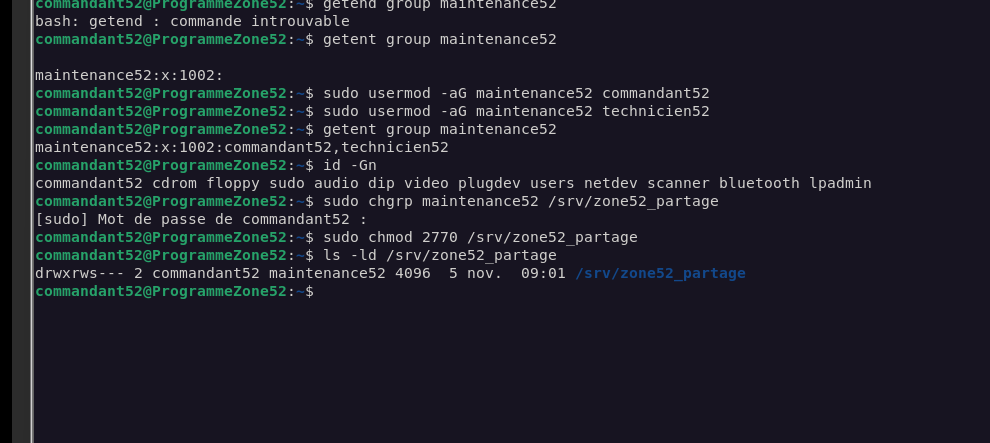 commandant52@ProgrammeZone52:~$ getend group maintenance52
bash: getend : commande introuvable
commandant52@ProgrammeZone52:~$ getent group maintenance52
maintenance52:x:1002:
commandant52@ProgrammeZone52:~$ sudo usermod -aG maintenance52 commandant52
commandant52@ProgrammeZone52:~$ sudo usermod -aG maintenance52 technicien52
commandant52@ProgrammeZone52:~$ getent group maintenance52
maintenance52:x:1002:commandant52,technicien52
commandant52@ProgrammeZone52:~$ id -Gn
commandant52 cdrom floppy sudo audio dip video plugdev users netdev scanner bluetooth lpadmin
commandant52@ProgrammeZone52:~$ sudo chgrp maintenance52 /srv/zone52_partage
[sudo] Mot de passe de commandant52 :
commandant52@ProgrammeZone52:~$ sudo chmod 2770 /srv/zone52_partage
commandant52@ProgrammeZone52:~$ ls -ld /srv/zone52_partage
drwxrws--- 2 commandant52 maintenance52 4096  5 nov.  09:01 /srv/zone52_partage
commandant52@ProgrammeZone52:~$